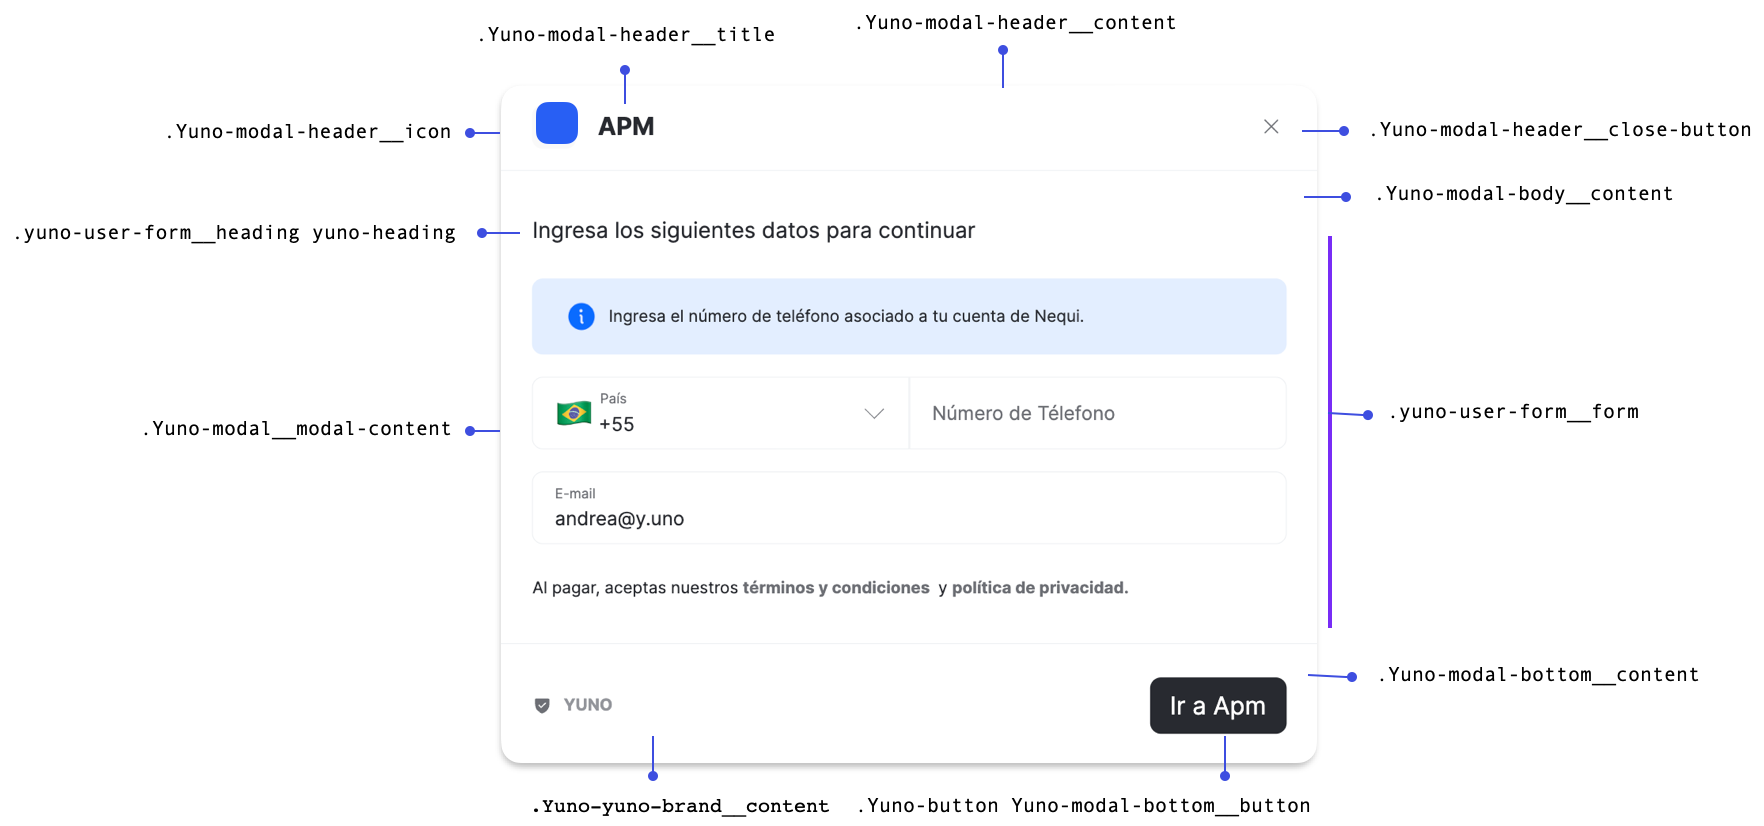 .Yuno-modal-header__title
.Yuno-modal-header__content
.Yuno-modal-header__icon
APM
.Yuno-modal-header__close-button
.Yuno-modal-body__content
.yuno-user-form__heading yuno-heading
Ingresa los siguientes datos para continuar
i Ingresa el número de teléfono asociado a tu cuenta de Nequi.
País
+55
Número de Télefono
.yuno-user-form__form
.Yuno-modal__modal-content
E-mail
andrea@y.uno
Al pagar, aceptas nuestros términos y condiciones y política de privacidad.
.Yuno-modal-bottom__content
YUNO
Ir a Apm
.Yuno-yuno-brand__content
.Yuno-button Yuno-modal-bottom__button